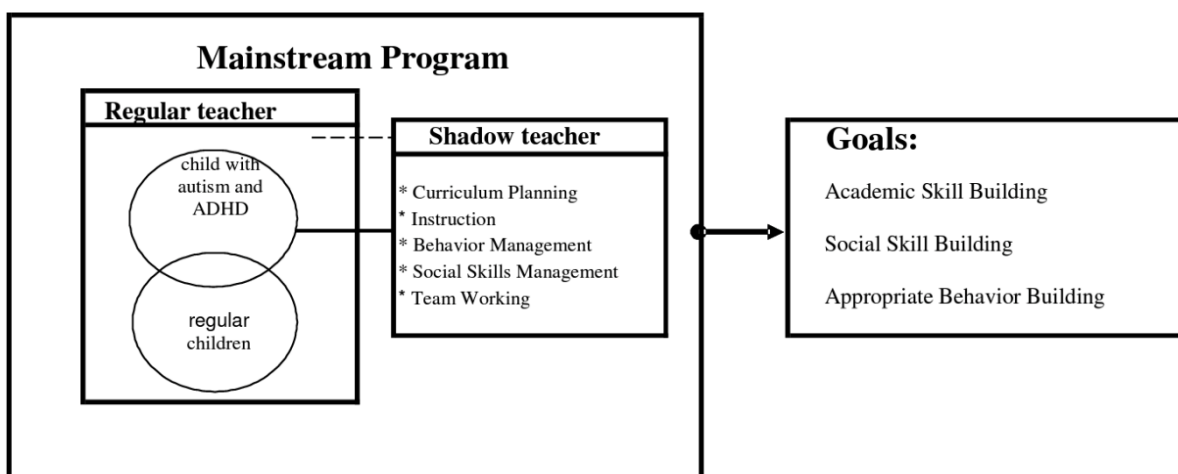 Mainstream Program
Regular teacher
child with
autism and
ADHD
regular
children
Shadow teacher
* Curriculum Planning
* Instruction
* Behavior Management
* Social Skills Management
* Team Working
Goals:
Academic Skill Building
Social Skill Building
Appropriate Behavior Building